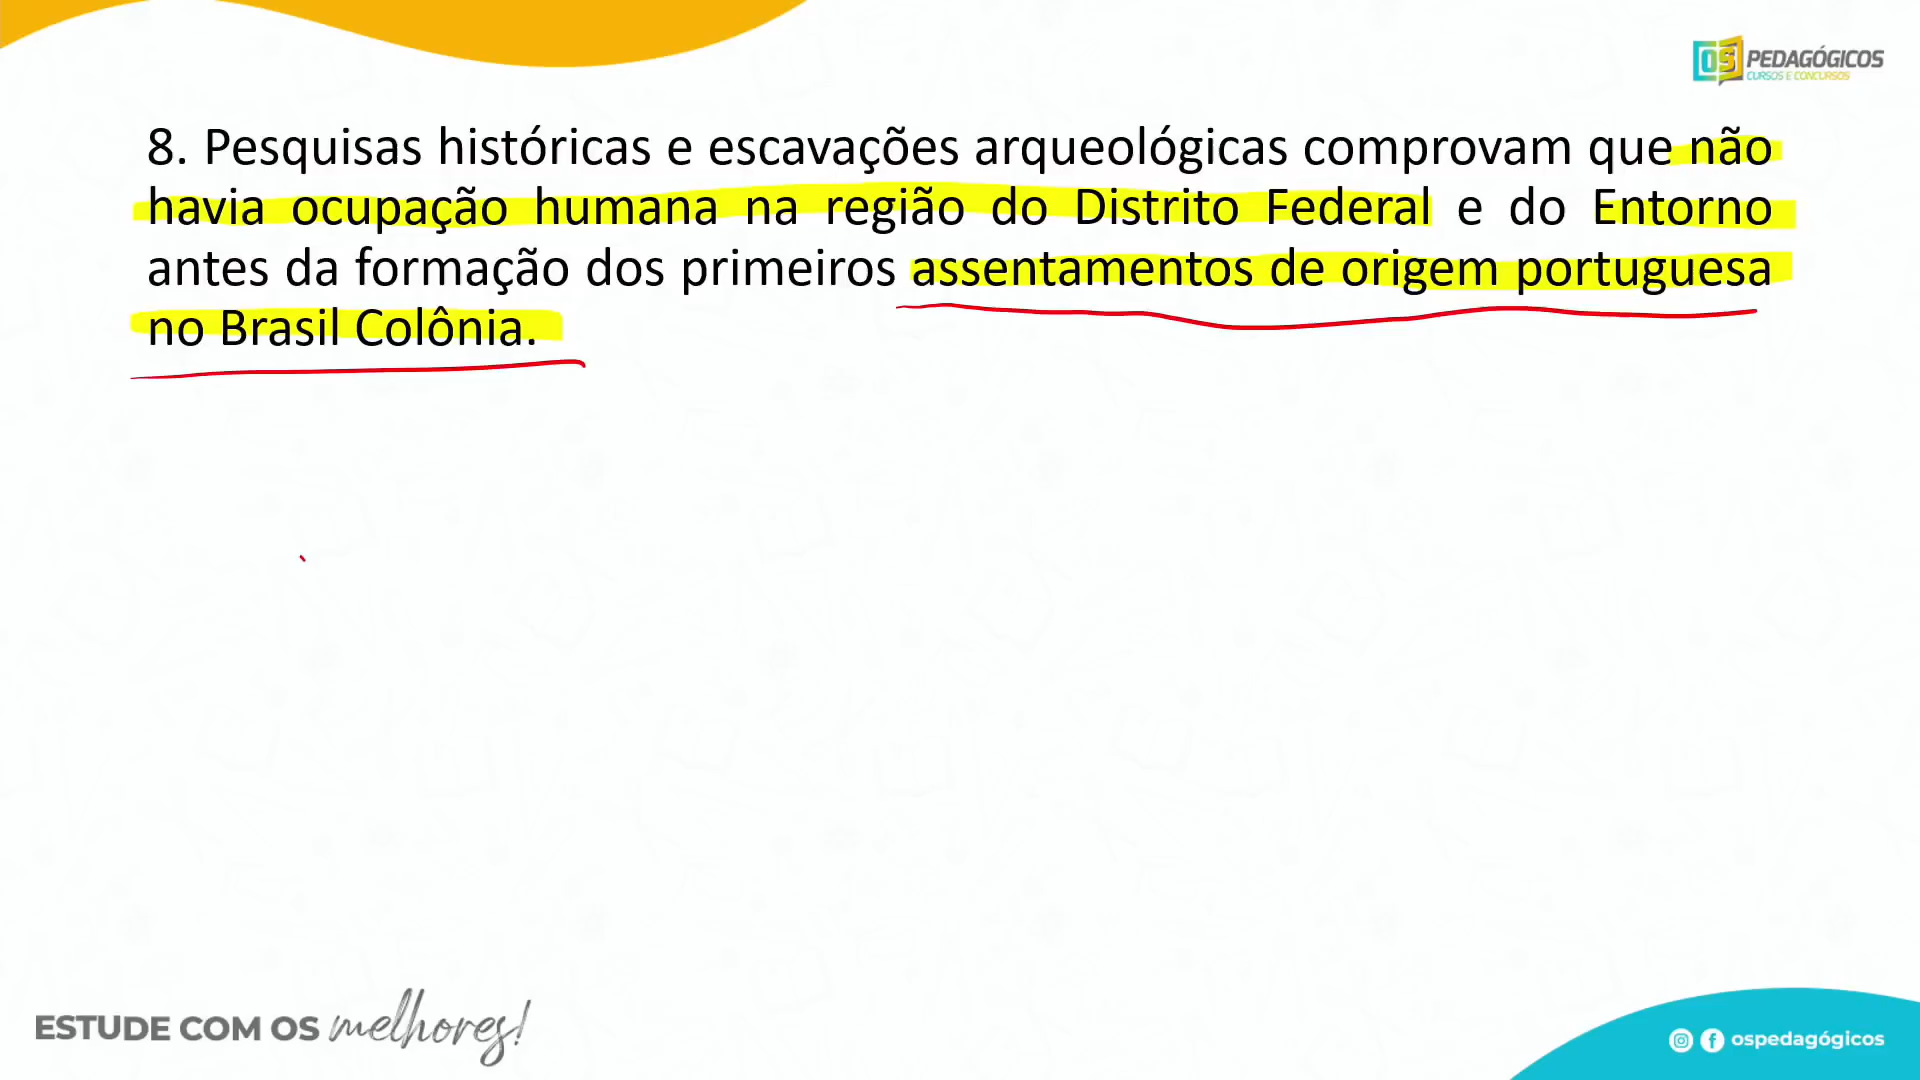 OS PEDAGÓGICOS
CURSOS E CONCURSOS
8. Pesquisas históricas e escavações arqueológicas comprovam que não
havia ocupação humana na região do Distrito Federal e do Entorno
antes da formação dos primeiros assentamentos de origem portuguesa
no Brasil Colônia.
ESTUDE COM OS melhores!
ospedagógicos